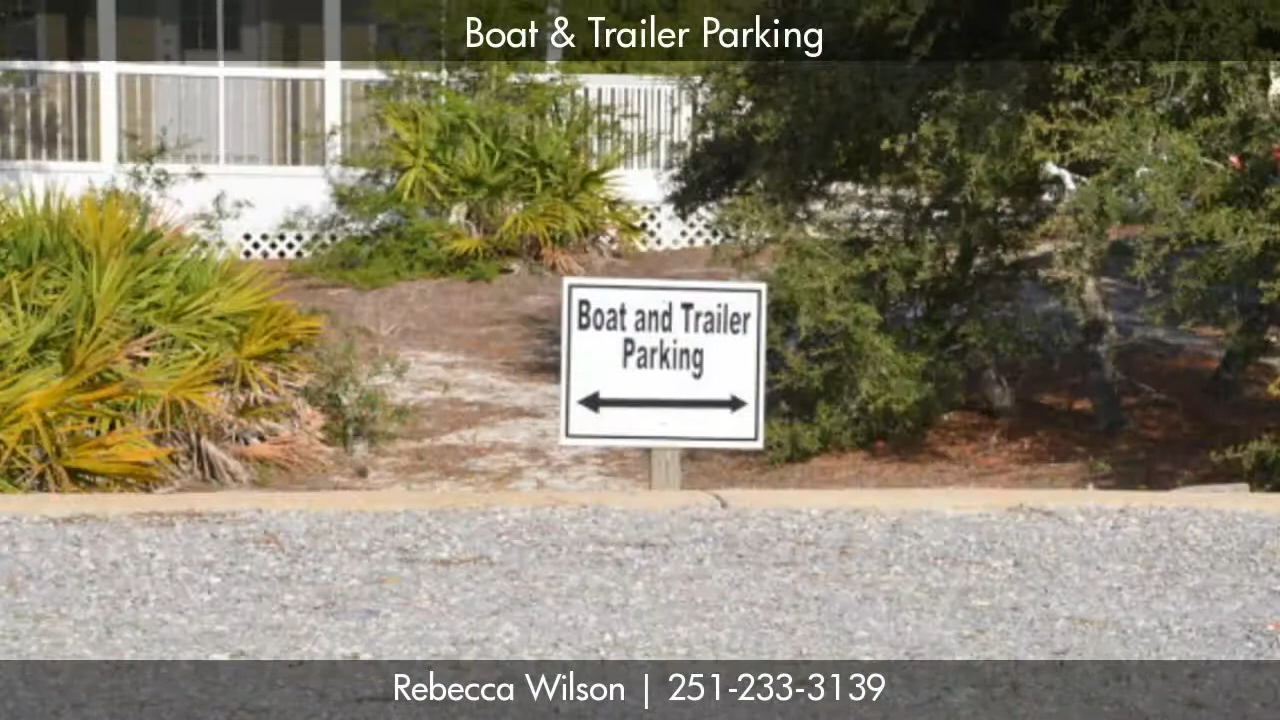 Boat & Trailer Parking
Boat and Trailer
Parking
Rebecca Wilson | 251-233-3139